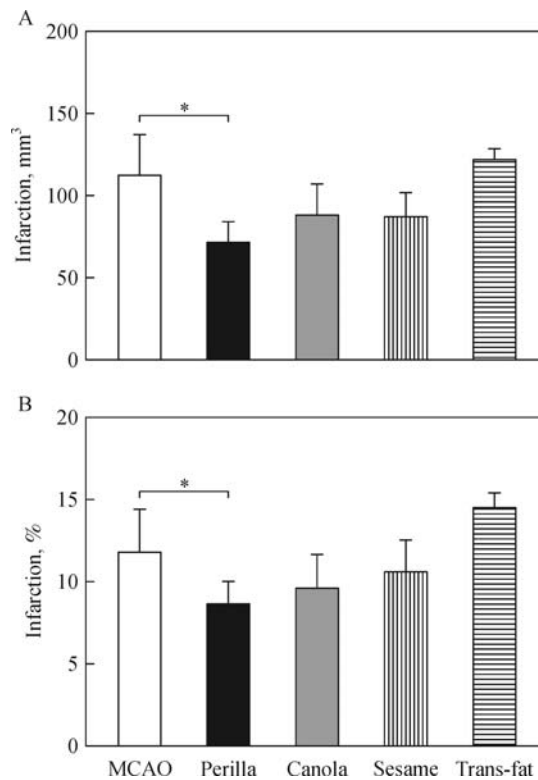 A
200
150
100
50
0
Infarction, mm³
*
B
20
15
10
5
0
Infarction, %
*
MCAO Perilla Canola Sesame Trans-fat